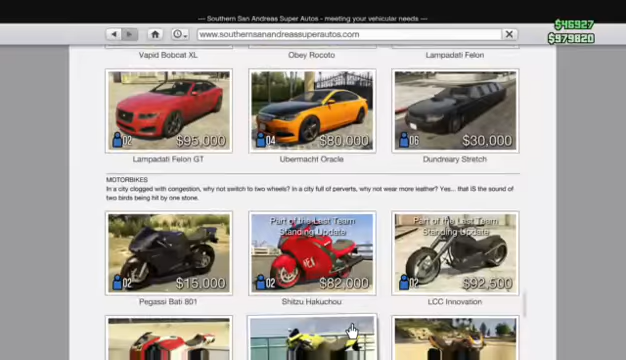 — Southern San Andreas Super Autos - meeting your vehicular needs —
$46927
$979820
www.southernsanandreassuperautos.com
Vapid Bobcat XL
Obey Rocoto
Lampadati Felon
02
$95,000
04
$80,000
06
$30,000
Lampadati Felon GT
Ubermacht Oracle
Dundreary Stretch
MOTORBIKES
In a city clogged with congestion, why not switch to two wheels? In a city full of perverts, why not wear more leather? Yes... that IS the sound of
two birds being hit by one stone.
02
$15,000
Part of the Last Team
Standing Update
02
$82,000
Part of the Last Team
Standing Update
02
$92,500
Pegassi Bati 801
Shitzu Hakuchou
LCC Innovation